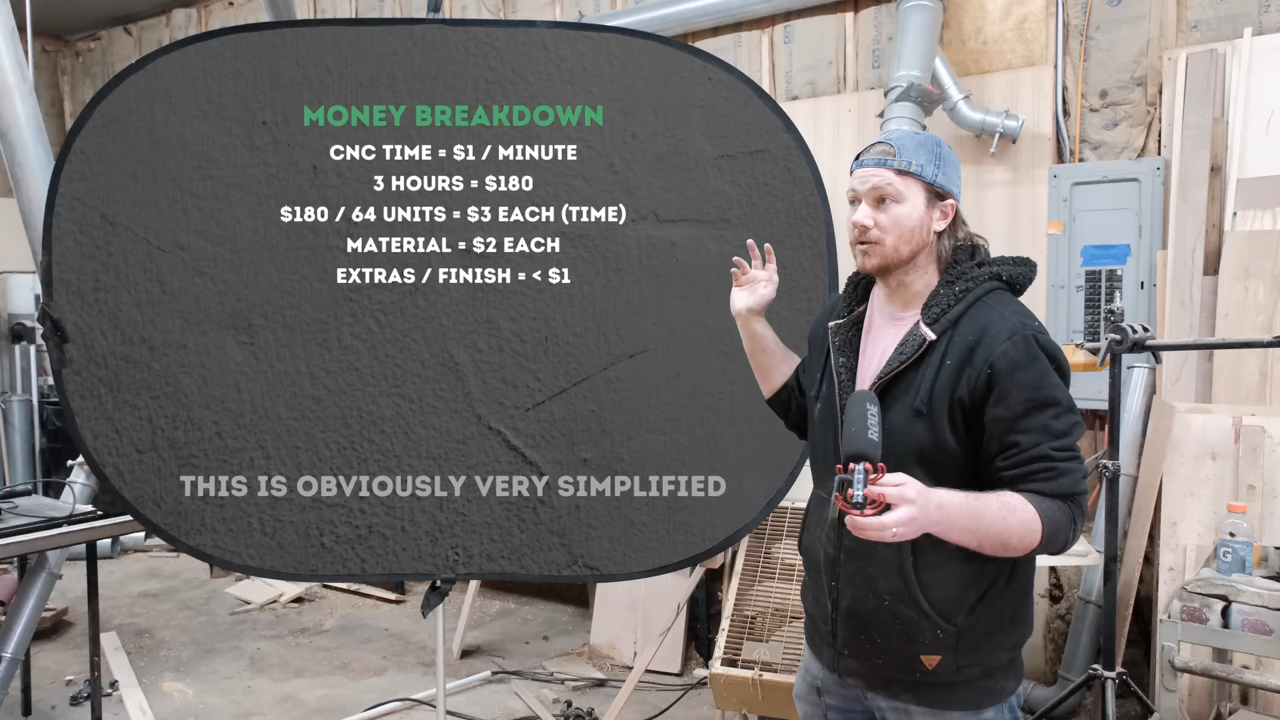 MONEY BREAKDOWN
CNC TIME = $1 / MINUTE
3 HOURS = $180
$180 / 64 UNITS = $3 EACH (TIME)
MATERIAL = $2 EACH
EXTRAS / FINISH = < $1
THIS IS OBVIOUSLY VERY SIMPLIFIED
RØDE
G